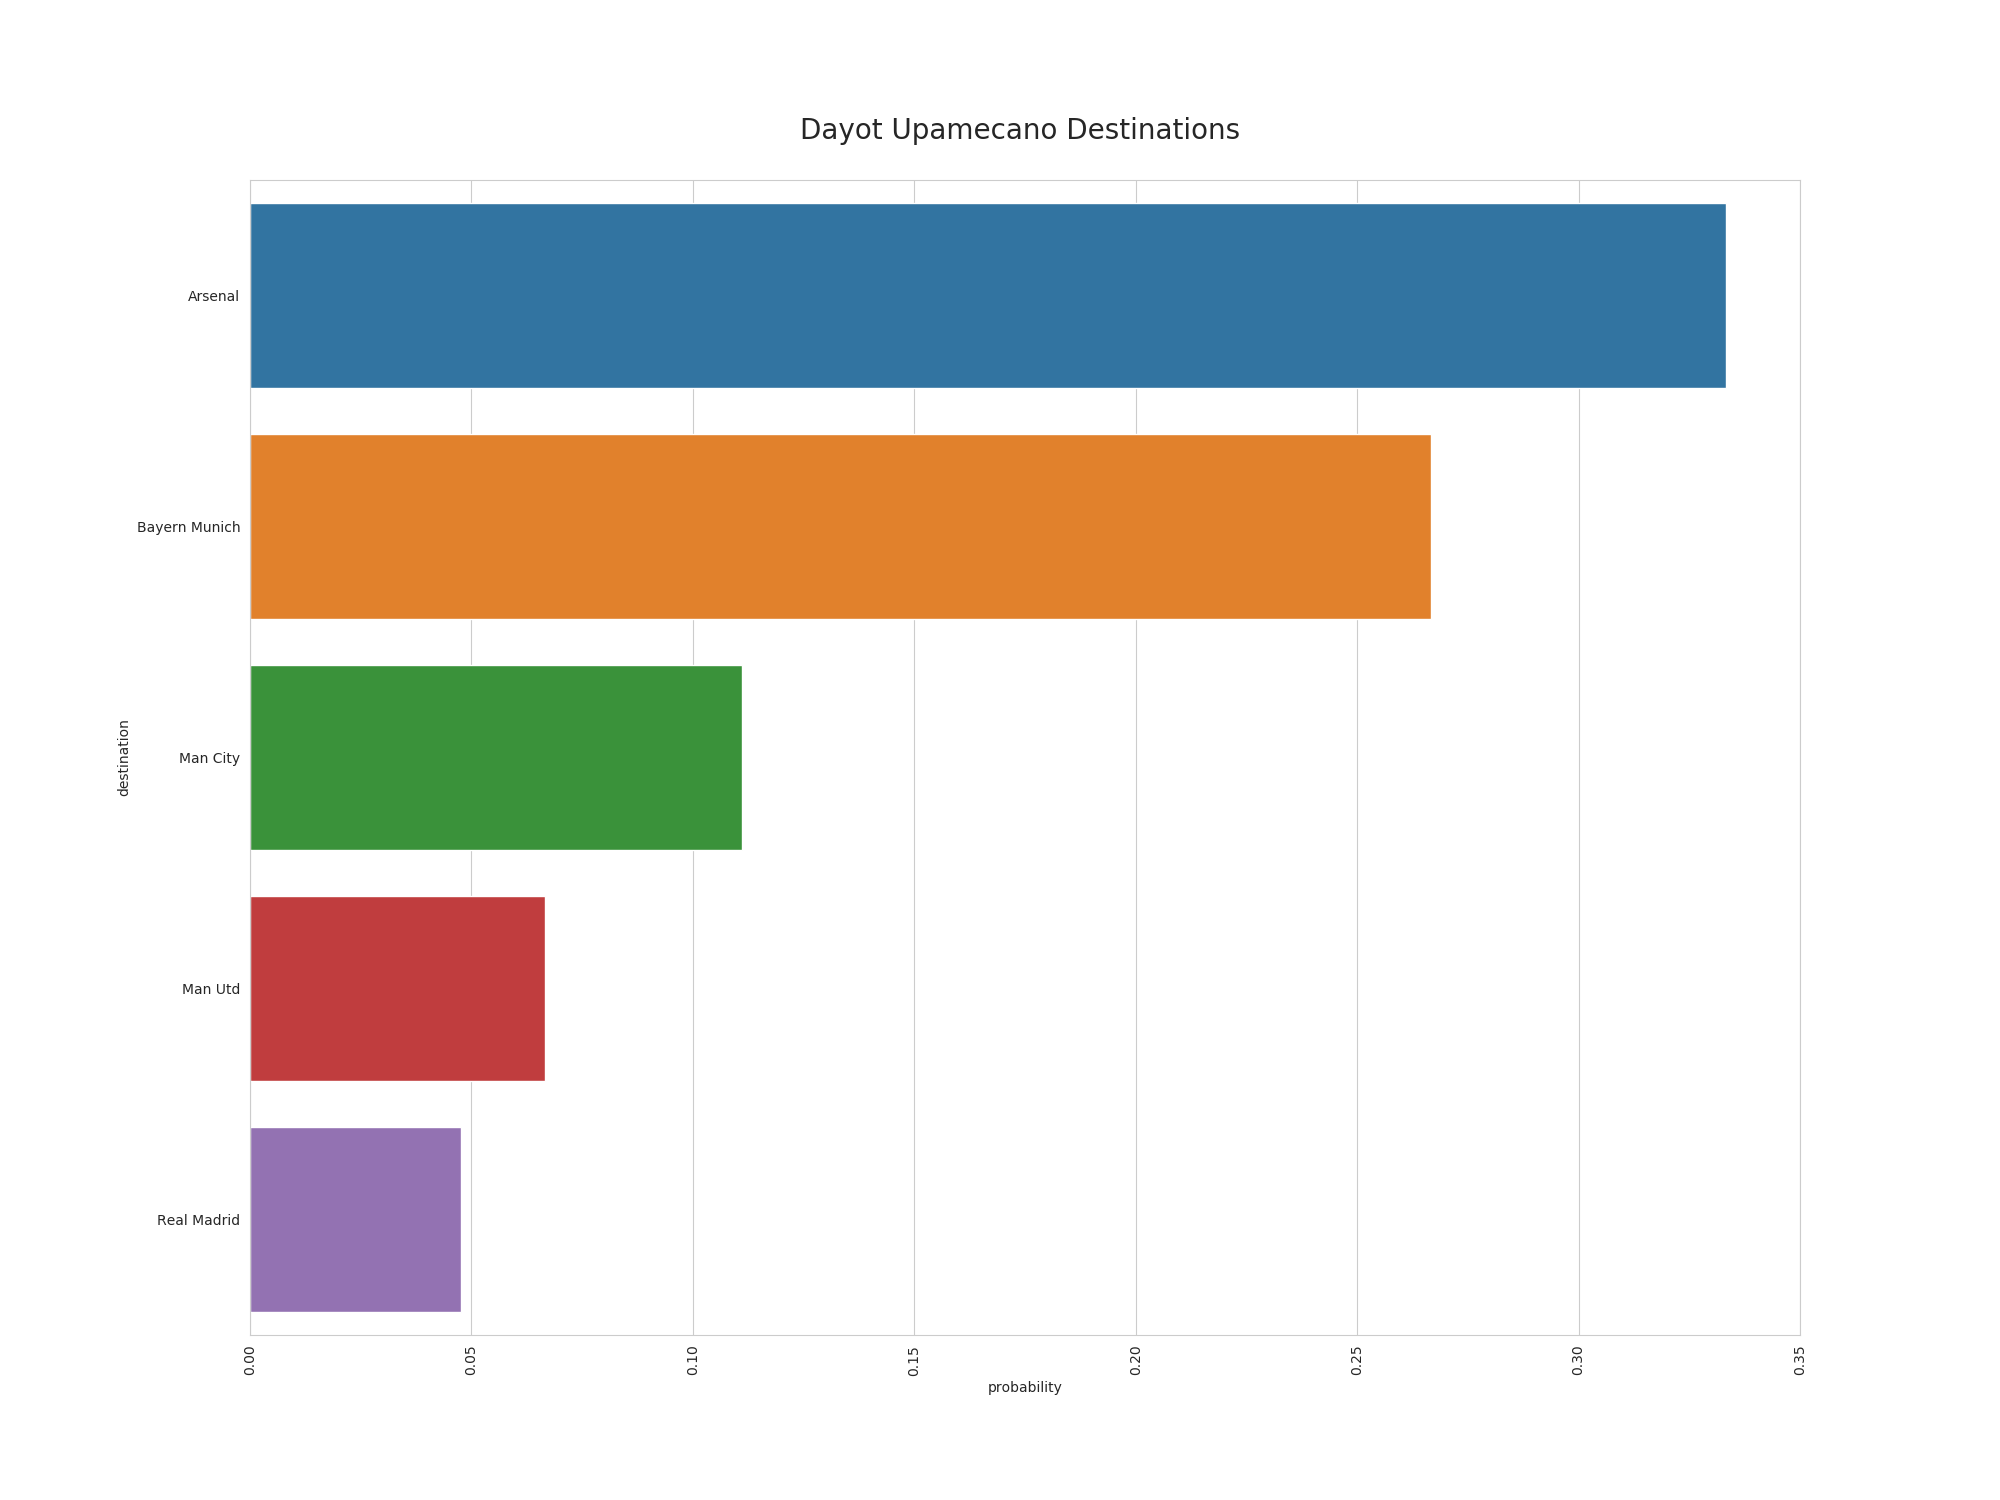 Dayot Upamecano Destinations
Arsenal
Bayern Munich
Man City
Man Utd
Real Madrid
destination
0.00
0.05
0.10
0.15
0.20
0.25
0.30
0.35
probability